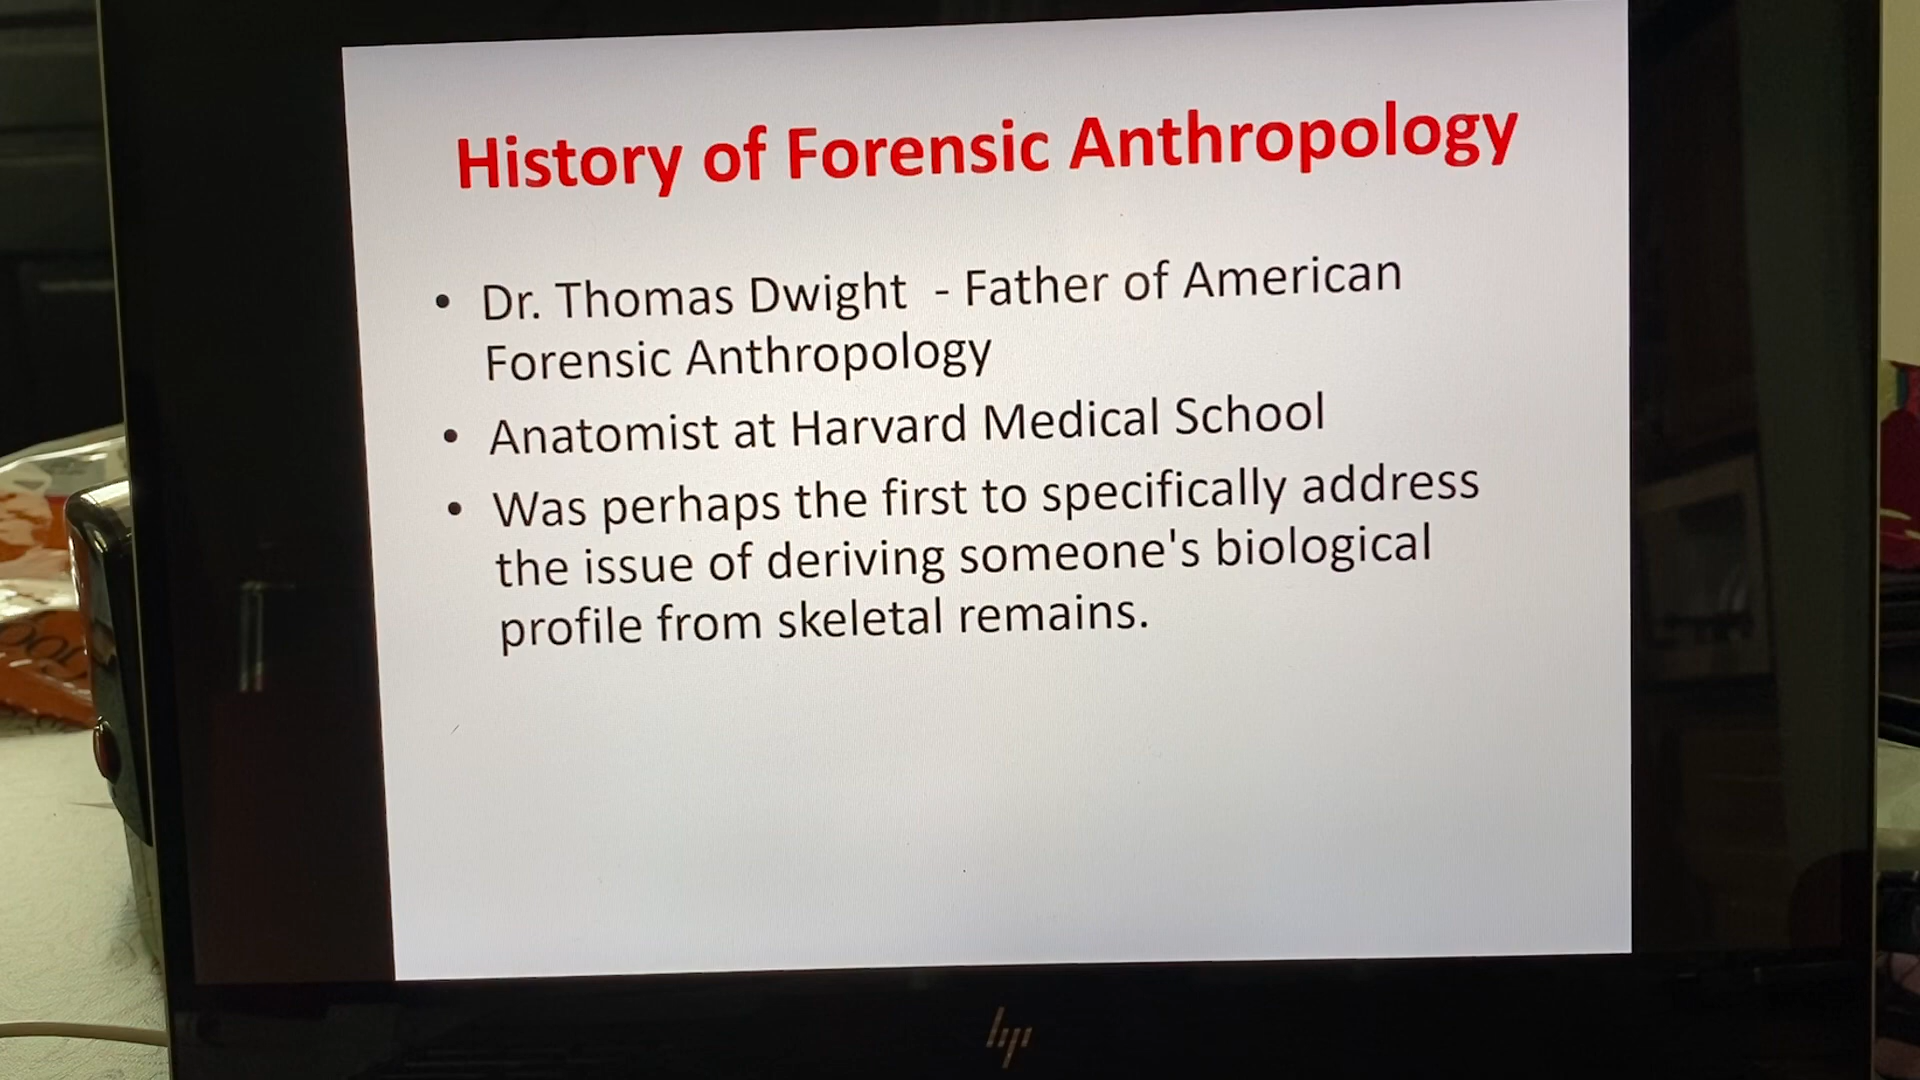 History of Forensic Anthropology
• Dr. Thomas Dwight  - Father of American
Forensic Anthropology
• Anatomist at Harvard Medical School
• Was perhaps the first to specifically address
the issue of deriving someone's biological
profile from skeletal remains.
hp